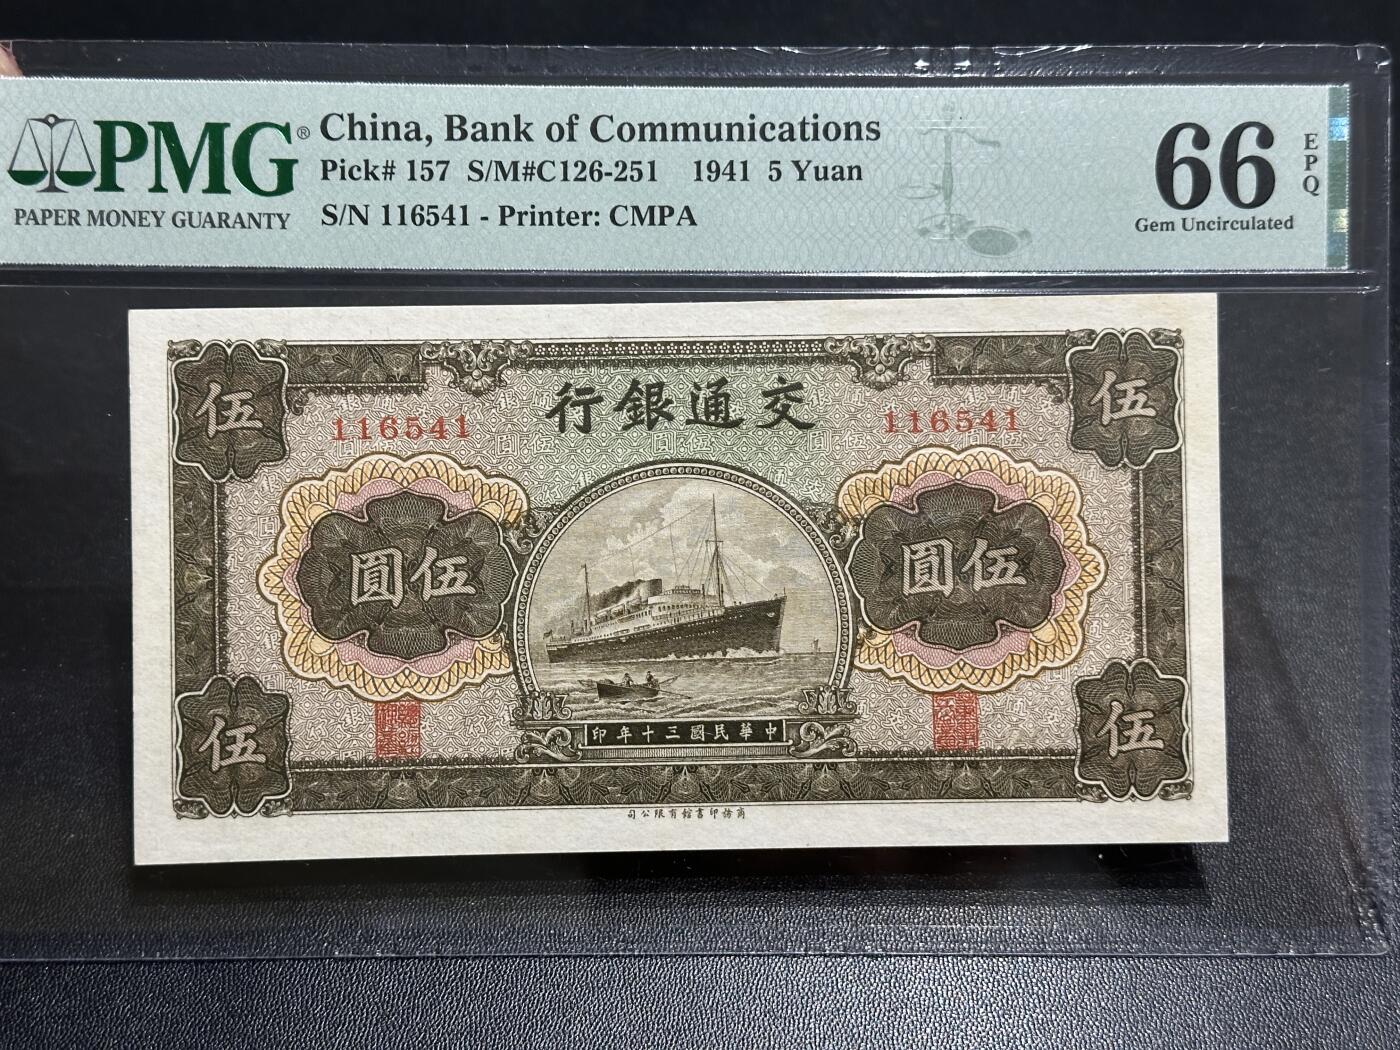 PMG®
PAPER MONEY GUARANTY
China, Bank of Communications
Pick# 157 S/M#C126-251 1941 5 Yuan
S/N 116541 - Printer: CMPA
66
EPQ
Gem Uncirculated
伍
行銀通交
伍
116541
116541
圓伍
圓伍
印年十三國民華中
伍
伍
司公限有館書印務商